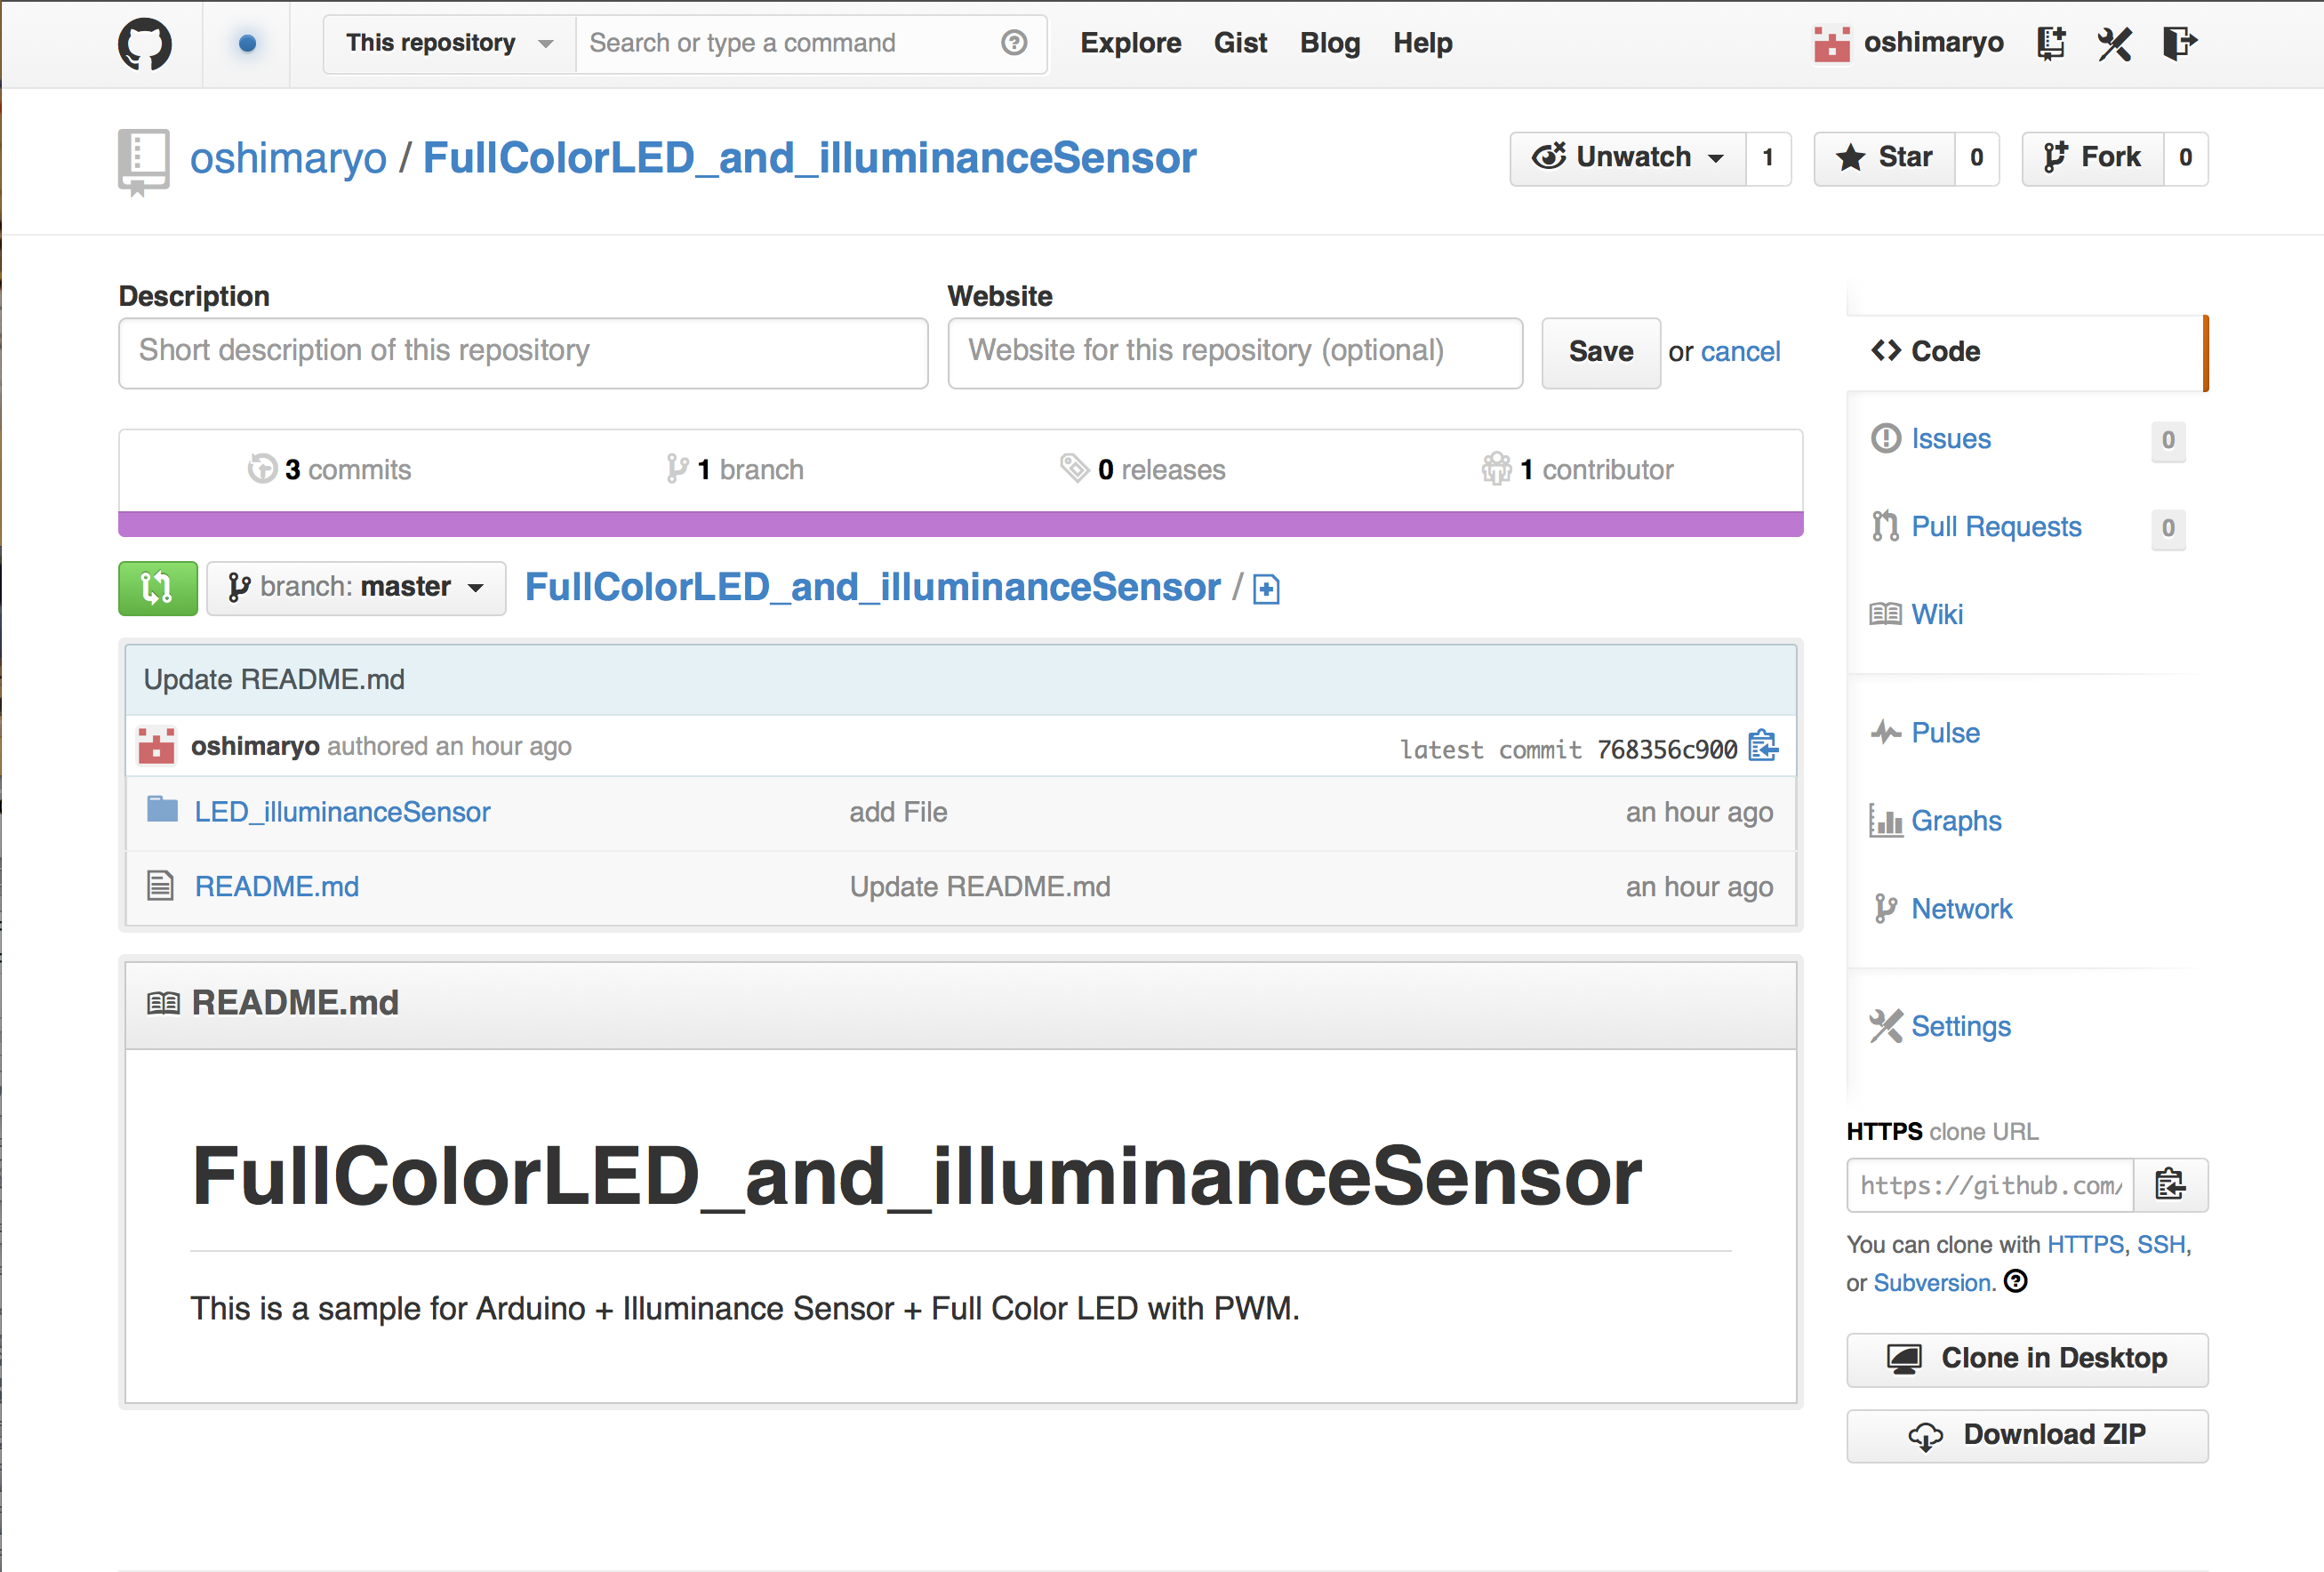 This repository Search or type a command Explore Gist Blog Help oshimaryo
oshimaryo / FullColorLED_and_illuminanceSensor Unwatch 1 Star 0 Fork 0
Description Website
Short description of this repository Website for this repository (optional) Save or cancel
3 commits 1 branch 0 releases 1 contributor
branch: master FullColorLED_and_illuminanceSensor /
Update README.md
oshimaryo authored an hour ago latest commit 768356c900
LED_illuminanceSensor add File an hour ago
README.md Update README.md an hour ago
README.md
FullColorLED_and_illuminanceSensor
This is a sample for Arduino + Illuminance Sensor + Full Color LED with PWM.
Code
Issues 0
Pull Requests 0
Wiki
Pulse
Graphs
Network
Settings
HTTPS clone URL
https://github.com/
You can clone with HTTPS, SSH,
or Subversion.
Clone in Desktop
Download ZIP